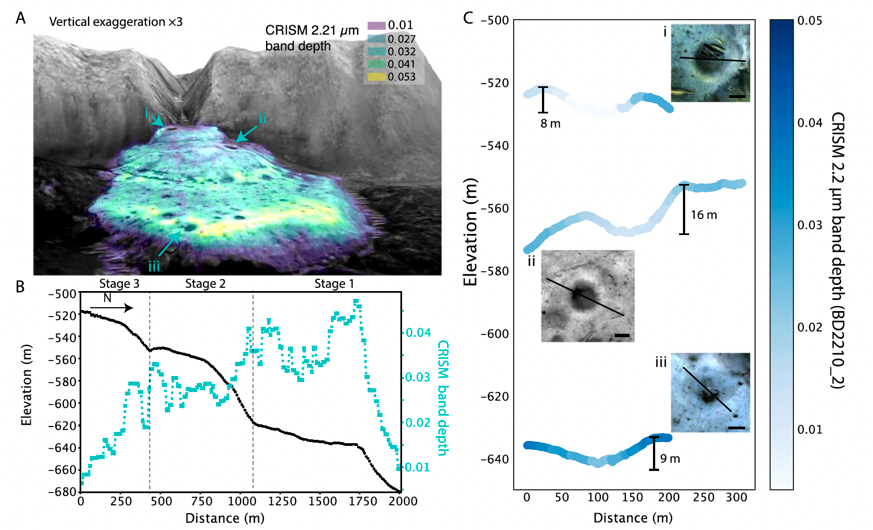 A
Vertical exaggeration ×3
CRISM 2.21 µm
band depth
0.01
0.027
0.032
0.041
0.053
i
ii
iii
B
Stage 3
Stage 2
Stage 1
N
−500
−520
−540
−560
−580
−600
−620
−640
−660
−680
Elevation (m)
0.04
0.03
0.02
0.01
CRISM band depth
0
250
500
750
1000
1250
1500
1750
2000
Distance (m)
C
−500
−520
−540
−560
−580
−600
−620
−640
Elevation (m)
i
8 m
16 m
ii
iii
9 m
0
50
100
150
200
250
300
Distance (m)
0.05
0.04
0.03
0.02
0.01
CRISM 2.2 µm band depth (BD2210_2)